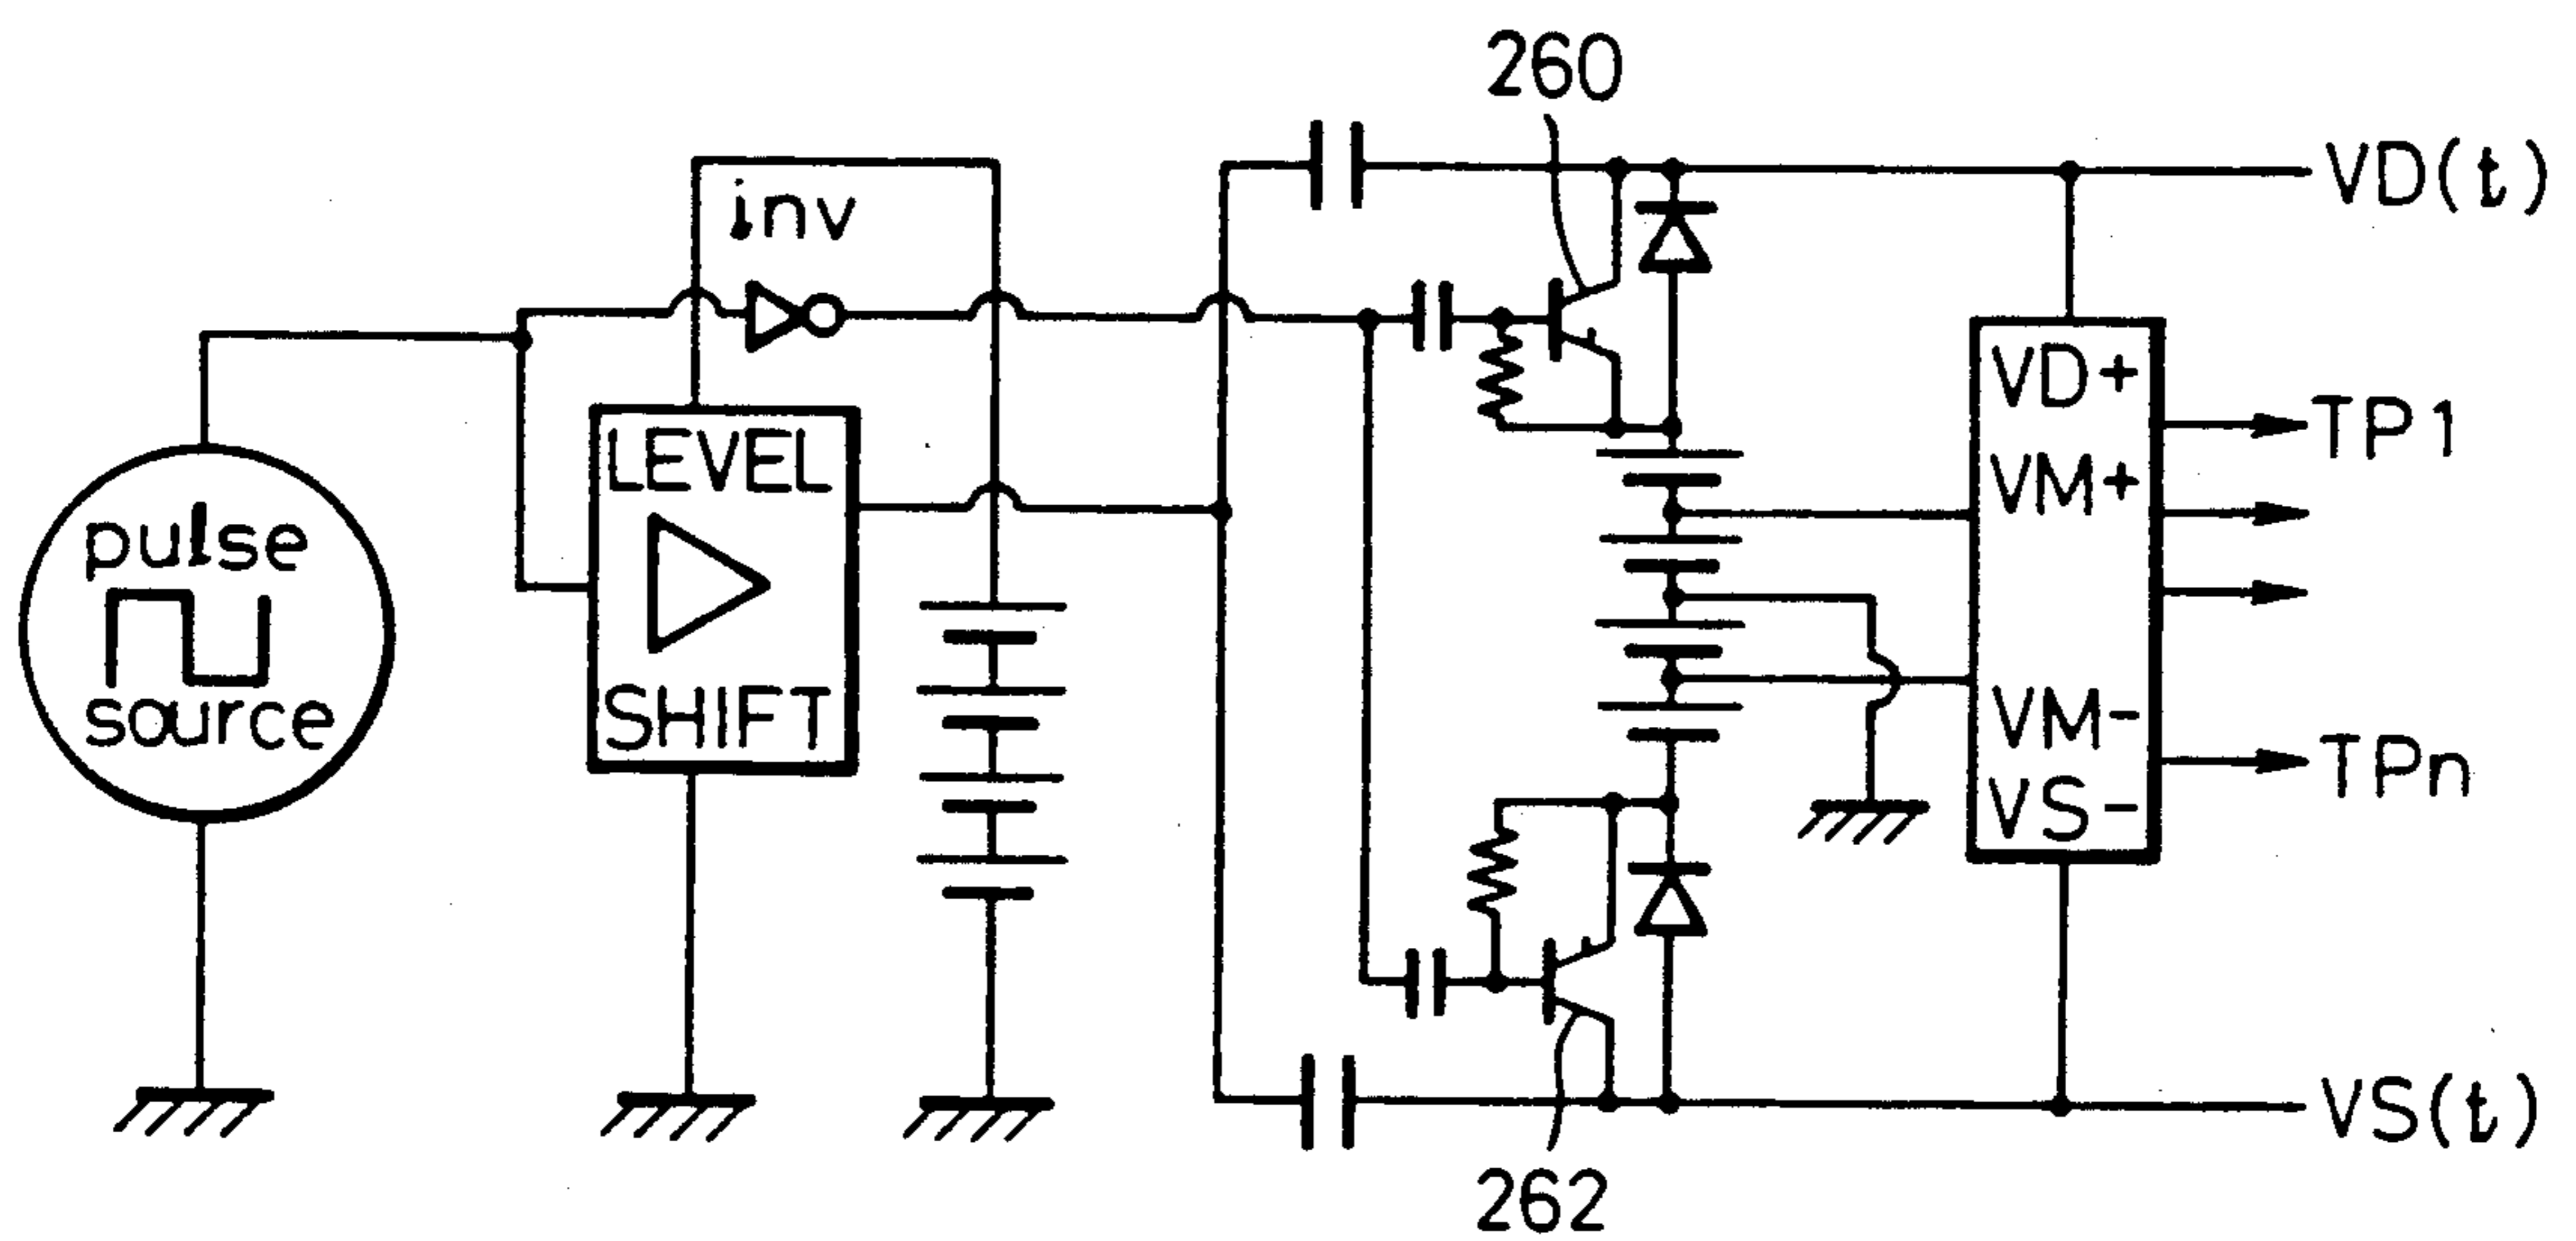 260
VD(t)
inv
VD+
TP1
LEVEL
VM+
pulse
source
SHIFT
VM-
TPn
VS-
VS(t)
262